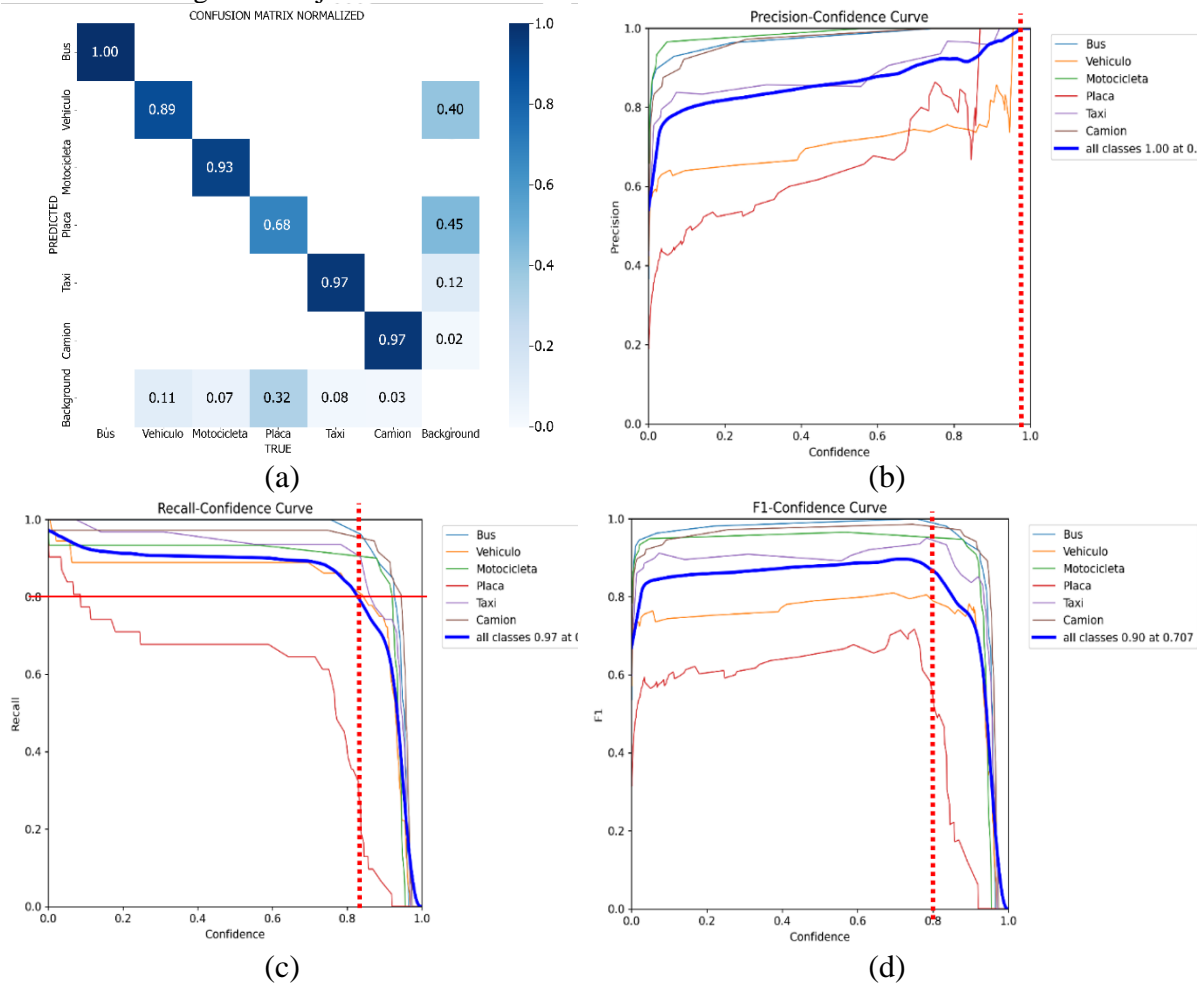 CONFUSION MATRIX NORMALIZED
Bus
Vehiculo
Motocicleta
Placa
Taxi
Camion
Background
PREDICTED
1.00
0.89 0.40
0.93
0.68 0.45
0.97 0.12
0.97 0.02
0.11 0.07 0.32 0.08 0.03
Bus Vehiculo Motocicleta Placa Taxi Camion Background
TRUE
1.0
0.8
0.6
0.4
0.2
0.0
(a)
Precision-Confidence Curve
1.0
0.8
0.6
0.4
0.2
0.0
Precision
0.0 0.2 0.4 0.6 0.8 1.0
Confidence
Bus
Vehiculo
Motocicleta
Placa
Taxi
Camion
all classes 1.00 at 0.
(b)
Recall-Confidence Curve
1.0
0.8
0.6
0.4
0.2
0.0
Recall
0.0 0.2 0.4 0.6 0.8 1.0
Confidence
Bus
Vehiculo
Motocicleta
Placa
Taxi
Camion
all classes 0.97 at
(c)
F1-Confidence Curve
1.0
0.8
0.6
0.4
0.2
0.0
F1
0.0 0.2 0.4 0.6 0.8 1.0
Confidence
Bus
Vehiculo
Motocicleta
Placa
Taxi
Camion
all classes 0.90 at 0.707
(d)